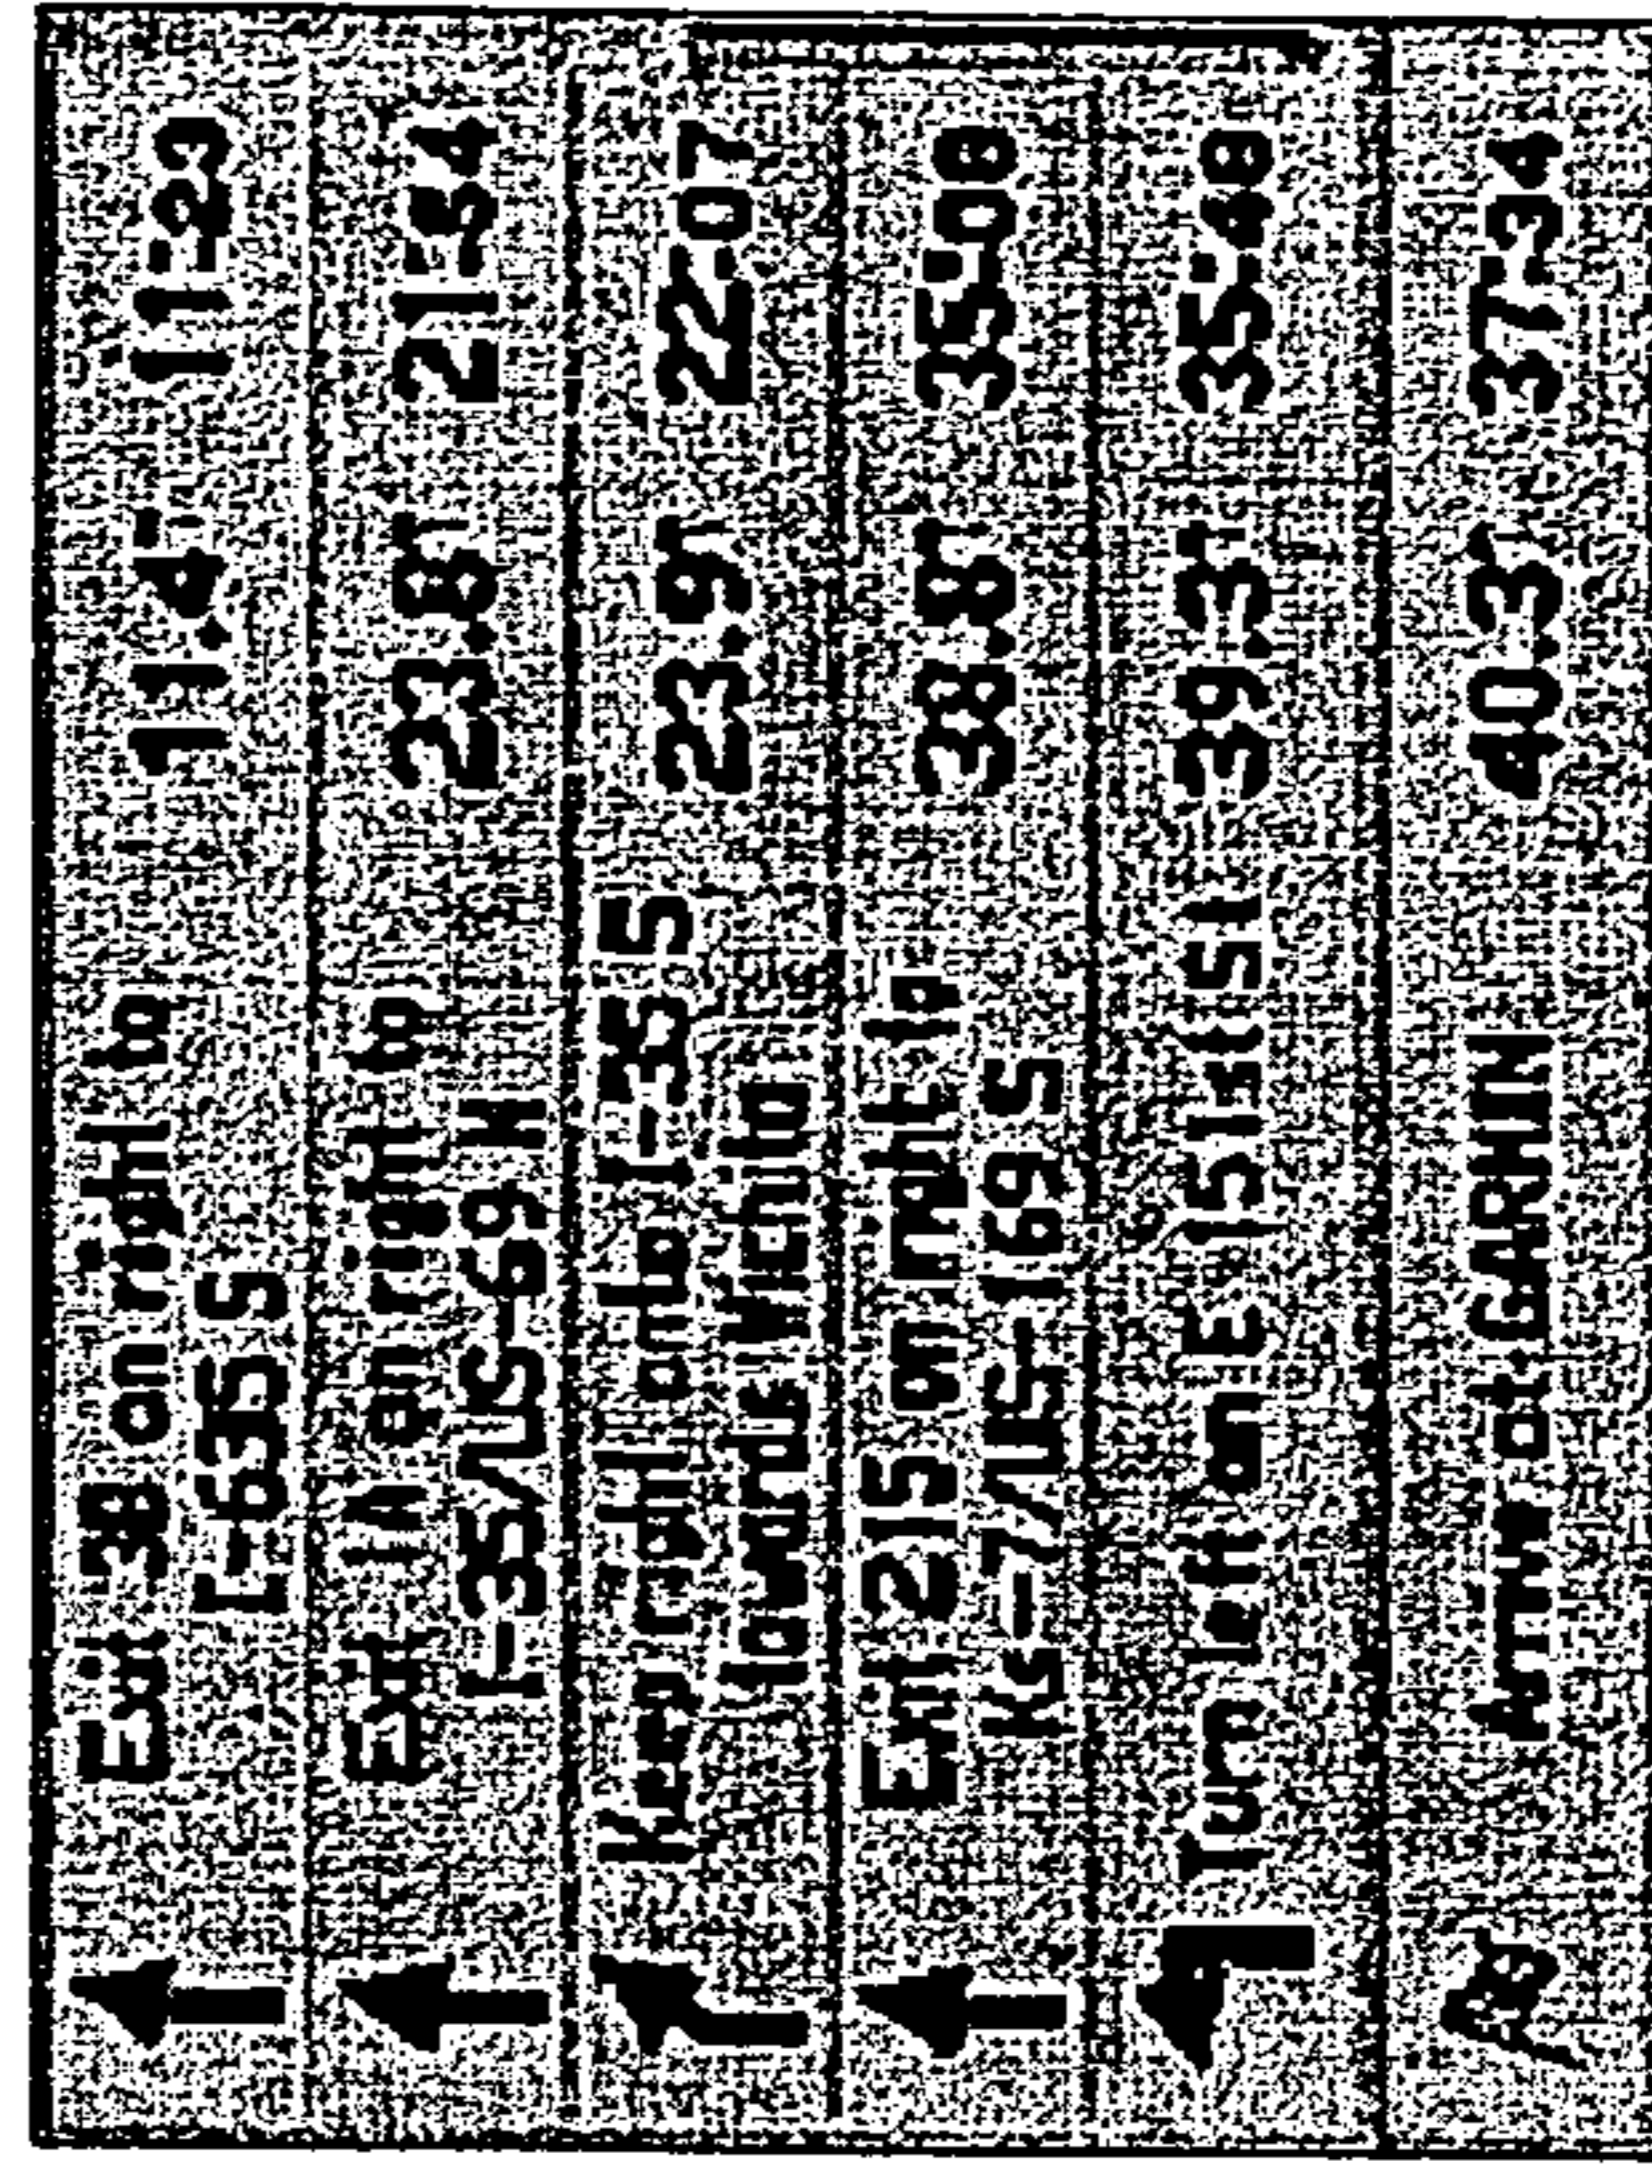 Exit 38 on right to
I-635 S
11.4
11:23
Exit 1A on right to
I-35/US-69 N
23.8
21:54
Keep right onto I-35 S
towards Wichita
23.9
22:07
Exit 215 on right to
Ks-7/US-169 S
38.8
35:08
Turn left on E 151st St
39.3
35:48
Arriv at GARMIN
40.3
37:34